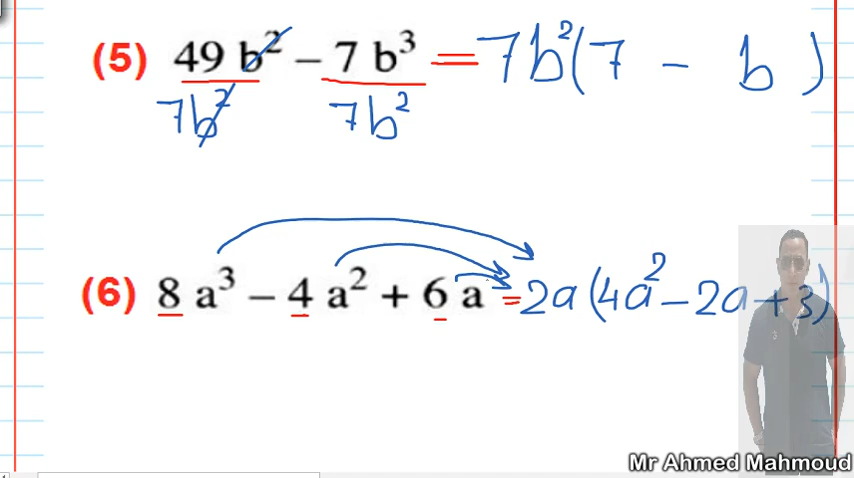 (5) 49 b² – 7 b³ = 7b²(7 – b)
7b² 7b²
(6) 8 a³ – 4 a² + 6 a = 2a(4a² – 2a + 3)
Mr Ahmed Mahmoud